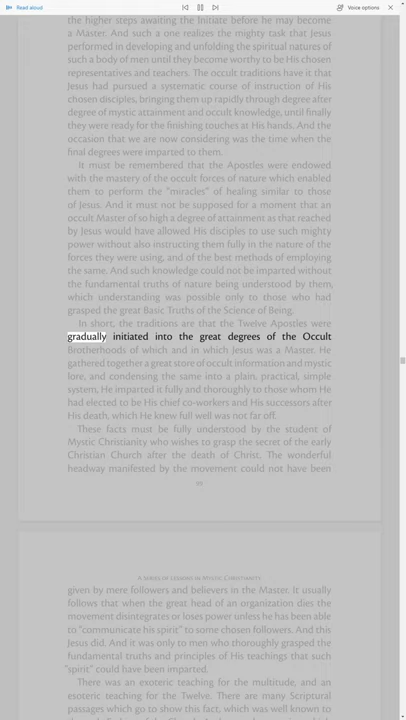 Read aloud
Voice options
the higher steps awaiting the Initiate before he may become
a Master. And such a one realizes the mighty task that Jesus
performed in developing and unfolding the spiritual natures of
such a body of men until they become worthy to be His chosen
representatives and teachers. The occult traditions have it that
Jesus had pursued a systematic course of instruction of His
chosen disciples, bringing them up rapidly through degree after
degree of mystic attainment and occult knowledge, until finally
they were ready for the finishing touches at His hands. And the
occasion that we are now considering was the time when the
final degrees were imparted to them.
It must be remembered that the Apostles were endowed
with the mastery of the occult forces of nature which enabled
them to perform the "miracles" of healing similar to those
of Jesus. And it must not be supposed for a moment that an
occult Master of so high a degree of attainment as that reached
by Jesus would have allowed His disciples to use such mighty
power without also instructing them fully in the nature of the
forces they were using, and of the best methods of employing
the same. And such knowledge could not be imparted without
the fundamental truths of nature being understood by them,
which understanding was possible only to those who had
grasped the great Basic Truths of the Science of Being.
In short, the traditions are that the Twelve Apostles were
gradually initiated into the great degrees of the Occult
Brotherhoods of which and in which Jesus was a Master. He
gathered together a great store of occult information and mystic
lore, and condensing the same into a plain, practical, simple
system, He imparted it fully and thoroughly to those whom He
had elected to be His chief co-workers and His successors after
His death, which He knew full well was not far off.
These facts must be fully understood by the student of
Mystic Christianity who wishes to grasp the secret of the early
Christian Church after the death of Christ. The wonderful
headway manifested by the movement could not have been
A Series of Lessons in Mystic Christianity
given by mere followers and believers in the Master. It usually
follows that when the great head of an organization dies the
movement disintegrates or loses power unless he has been able
to "communicate his spirit" to some chosen followers. And this
Jesus did. And it was only to men who thoroughly grasped the
fundamental truths and principles of His teachings that such
"spirit" could have been imparted.
There was an exoteric teaching for the multitude, and an
esoteric teaching for the Twelve. There are many Scriptural
passages which go to show this fact, which was well known to